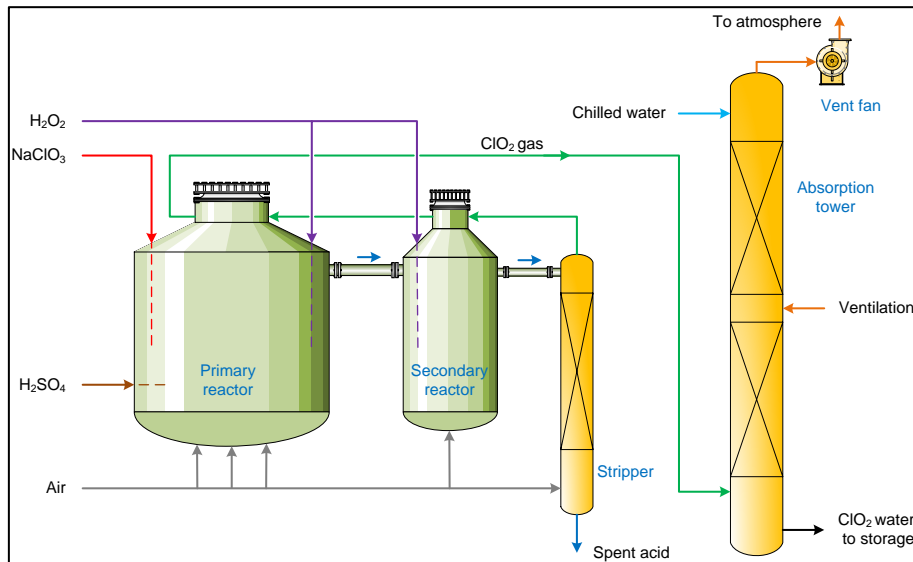 To atmosphere
Vent fan
Chilled water
H₂O₂
NaClO₃
ClO₂ gas
Absorption
tower
Ventilation
Primary
reactor
Secondary
reactor
H₂SO₄
Stripper
Air
ClO₂ water
to storage
Spent acid